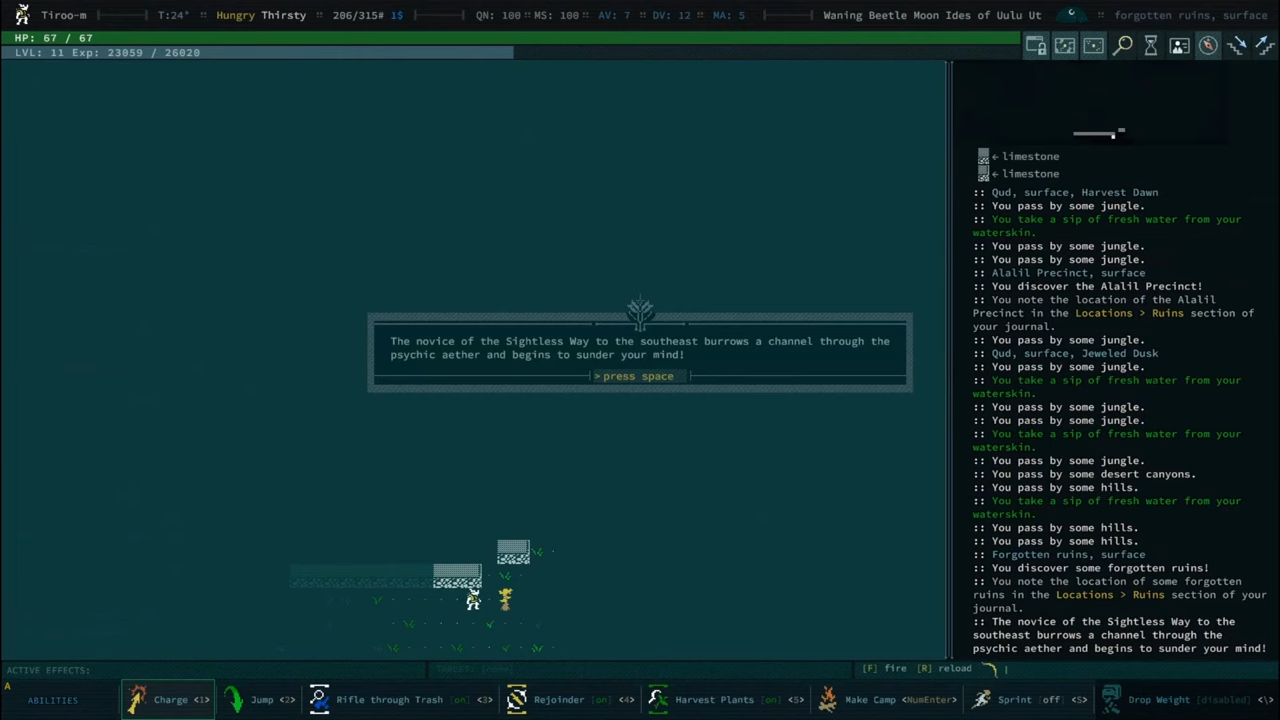 Tiroo-m T:24° :: Hungry Thirsty :: 206/315# 1$ QN: 100 :: MS: 100 :: AV: 7 :: DV: 12 :: MA: 5 Waning Beetle Moon Ides of Uulu Ut :: forgotten ruins, surface
HP: 67 / 67
LVL: 11 Exp: 23059 / 26020
The novice of the Sightless Way to the southeast burrows a channel through the
psychic aether and begins to sunder your mind!
> press space
← limestone
← limestone
:: Qud, surface, Harvest Dawn
:: You pass by some jungle.
:: You take a sip of fresh water from your
waterskin.
:: You pass by some jungle.
:: You pass by some jungle.
:: Alalil Precinct, surface
:: You discover the Alalil Precinct!
:: You note the location of the Alalil
Precinct in the Locations > Ruins section of
your journal.
:: You pass by some jungle.
:: Qud, surface, Jeweled Dusk
:: You pass by some jungle.
:: You take a sip of fresh water from your
waterskin.
:: You pass by some jungle.
:: You pass by some jungle.
:: You take a sip of fresh water from your
waterskin.
:: You pass by some jungle.
:: You pass by some desert canyons.
:: You pass by some hills.
:: You take a sip of fresh water from your
waterskin.
:: You pass by some hills.
:: You pass by some hills.
:: Forgotten ruins, surface
:: You discover some forgotten ruins!
:: You note the location of some forgotten
ruins in the Locations > Ruins section of your
journal.
:: The novice of the Sightless Way to the
southeast burrows a channel through the
psychic aether and begins to sunder your mind!
ACTIVE EFFECTS: TARGET: [none] [F] fire [R] reload
A
ABILITIES Charge <1> Jump <2> Rifle through Trash [on] <3> Rejoinder [on] <4> Harvest Plants [on] <5> Make Camp <NumEnter> Sprint [off] <S> Drop Weight [disabled] <\>